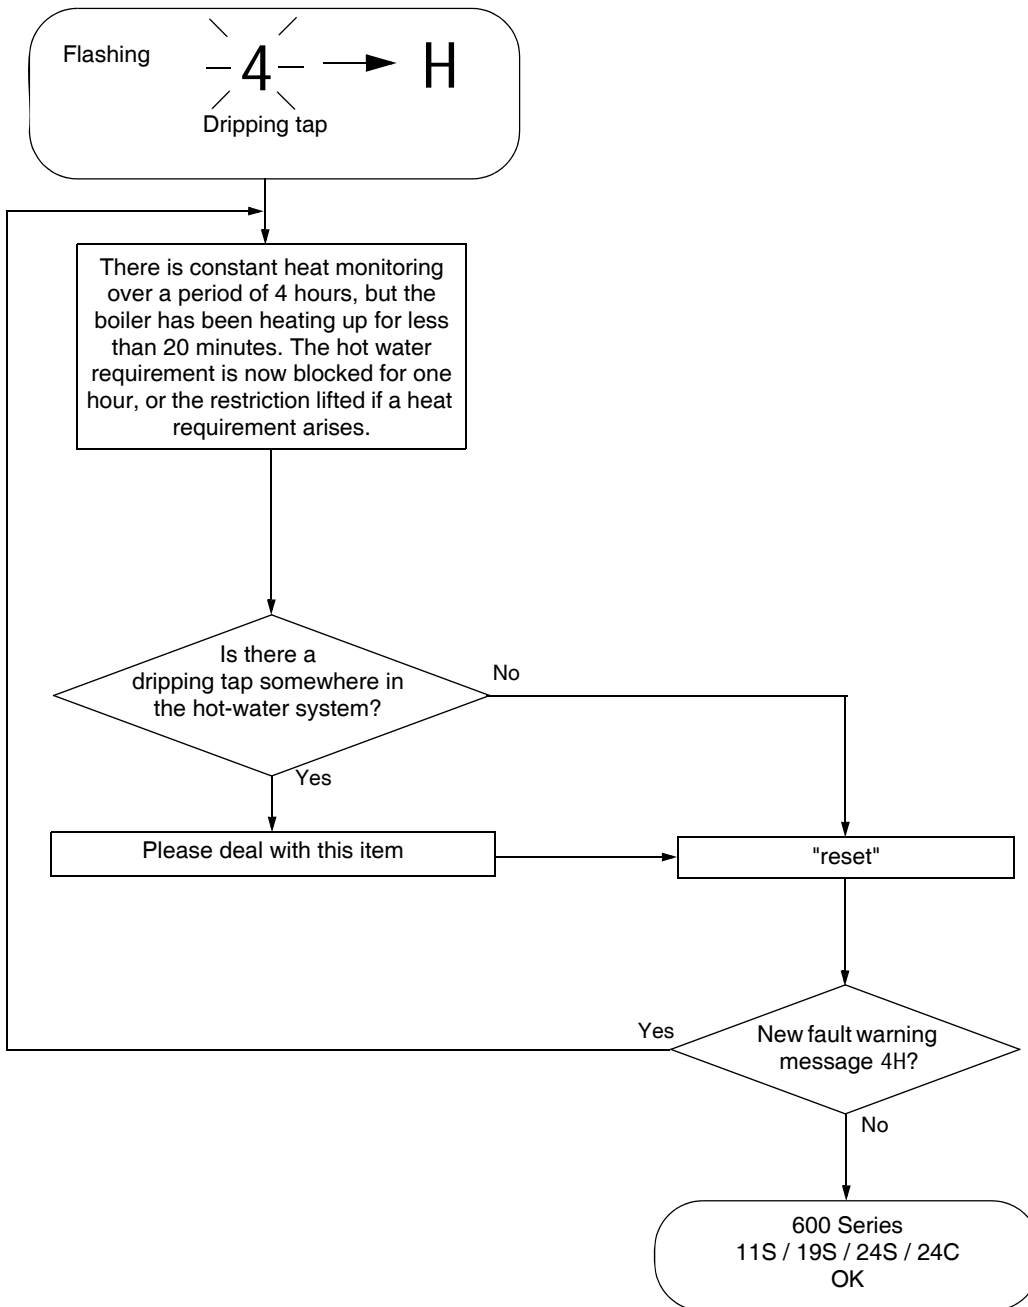 Flashing
4 H
Dripping tap
There is constant heat monitoring
over a period of 4 hours, but the
boiler has been heating up for less
than 20 minutes. The hot water
requirement is now blocked for one
hour, or the restriction lifted if a heat
requirement arises.
Is there a
dripping tap somewhere in
the hot-water system?
No
Yes
Please deal with this item
"reset"
Yes
New fault warning
message 4H?
No
600 Series
11S / 19S / 24S / 24C
OK